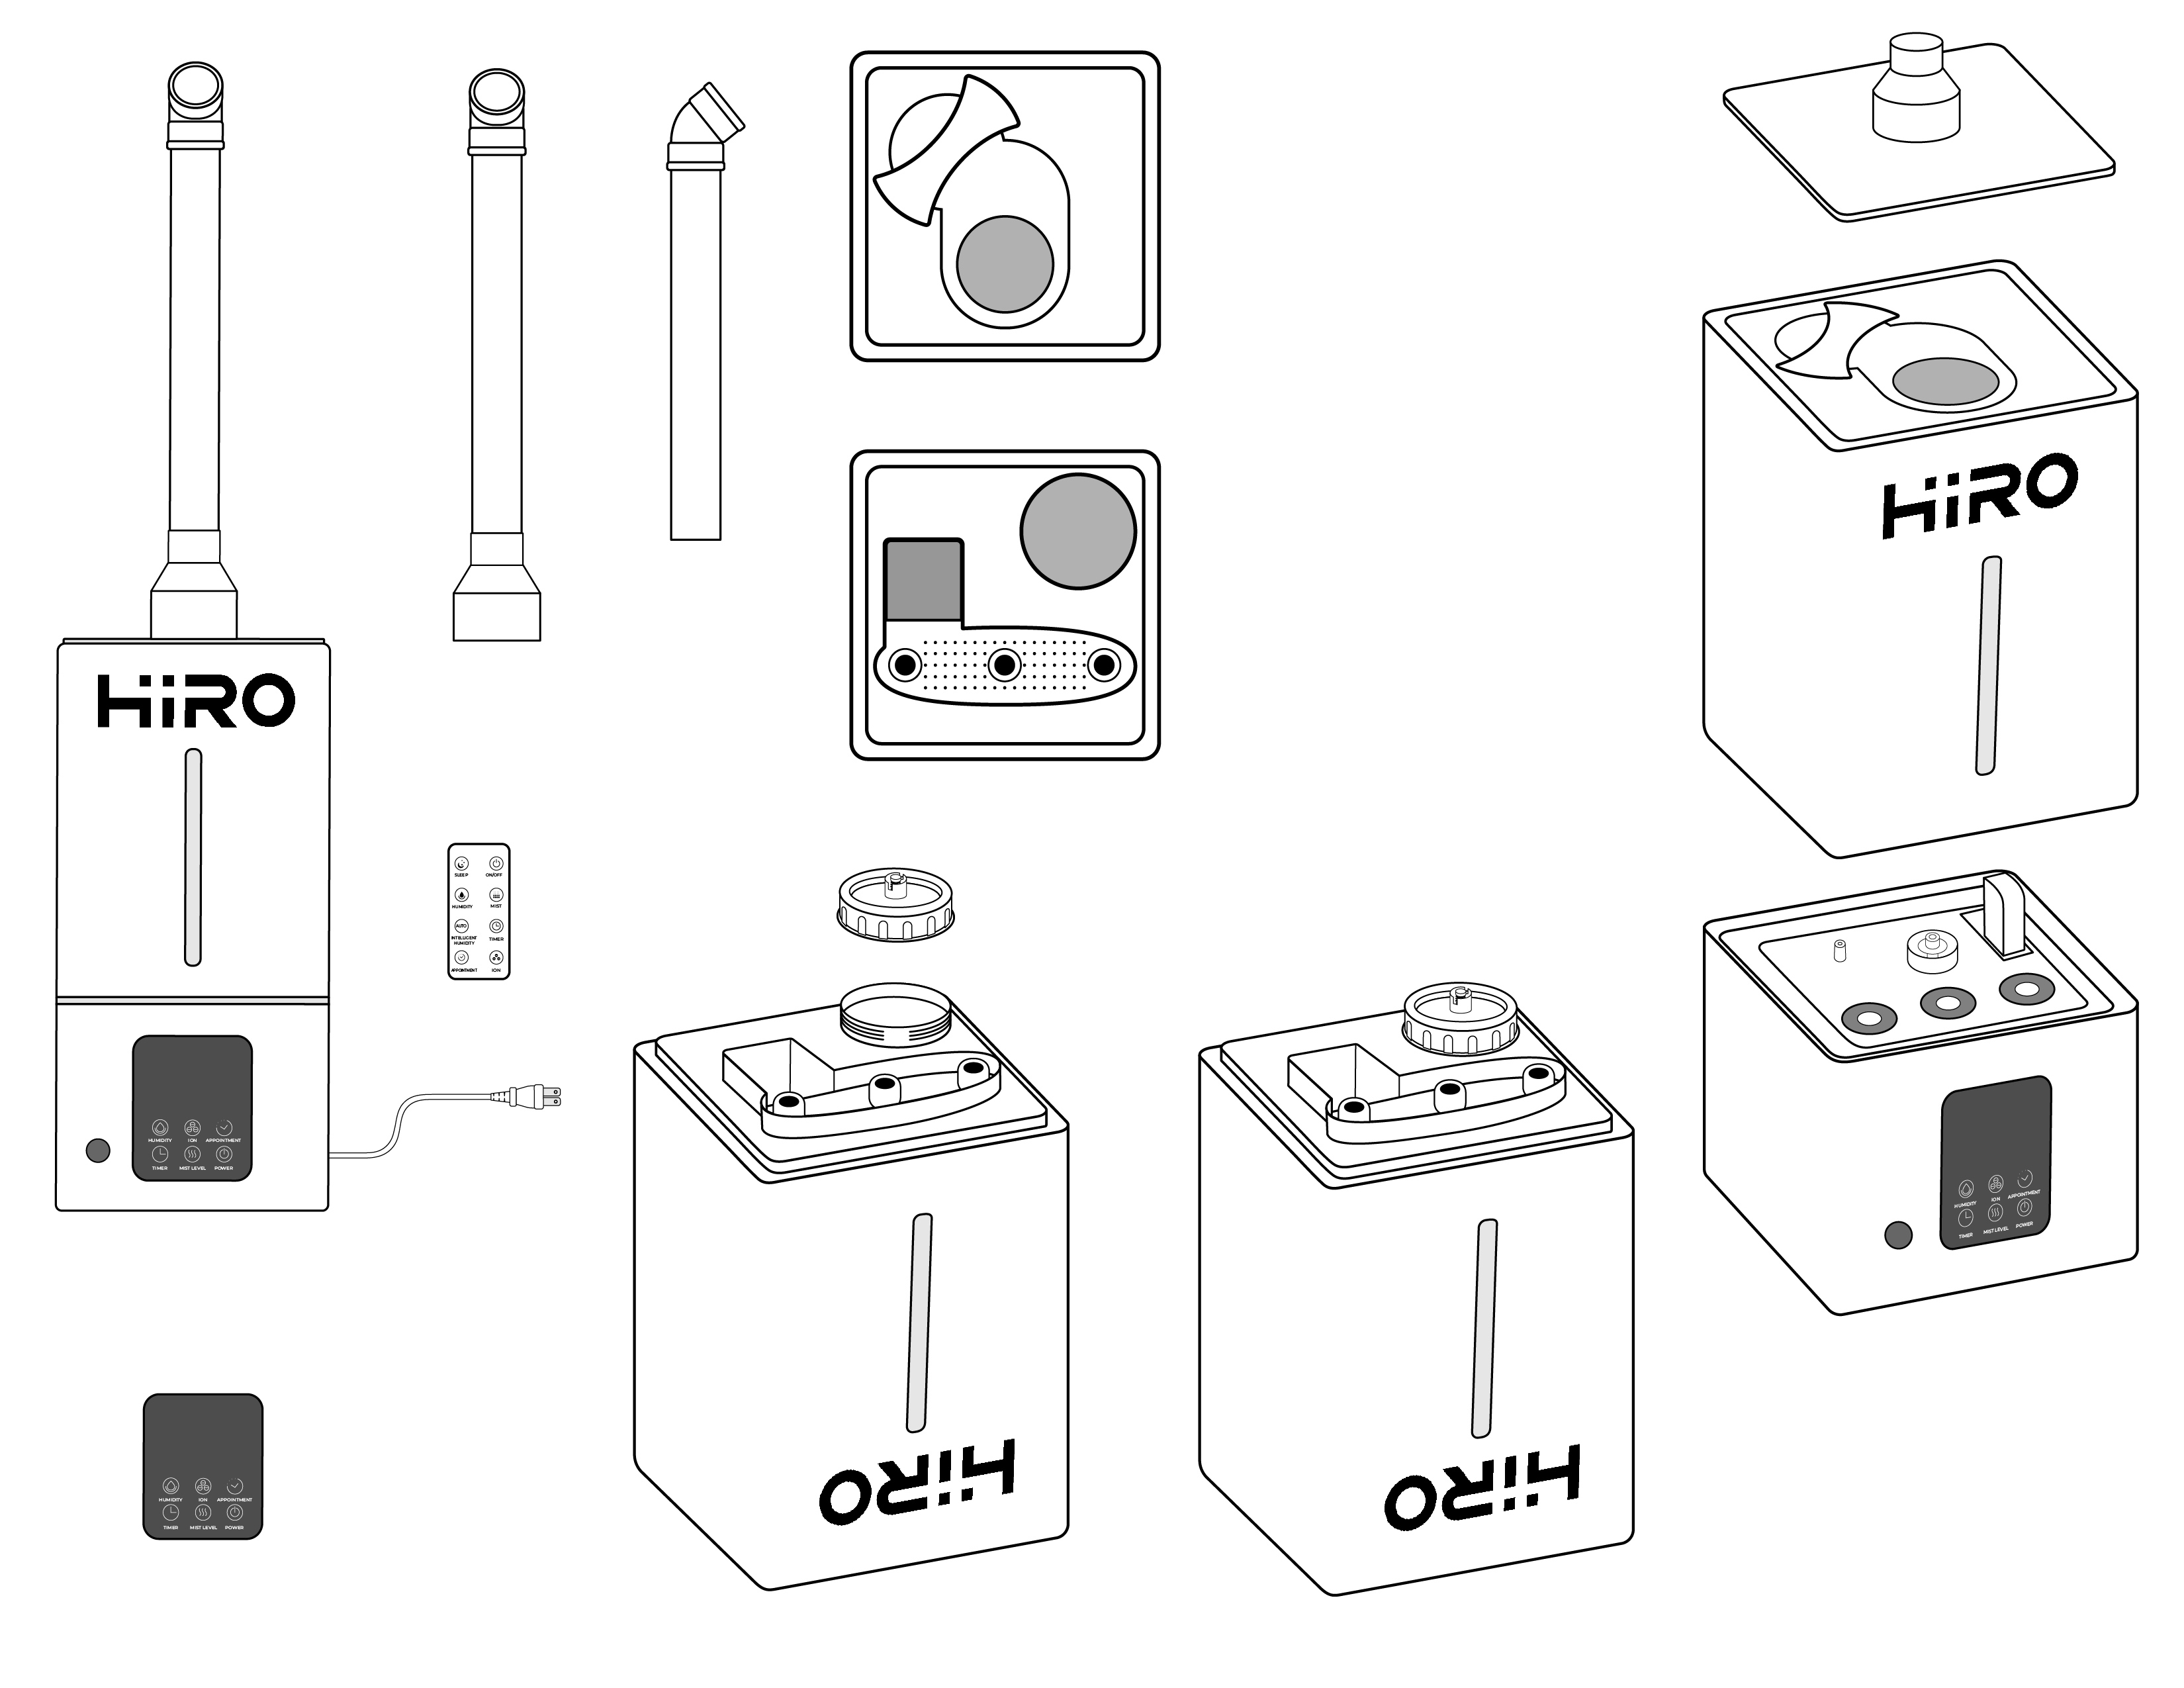 HiRO
HUMIDITY ION APPOINTMENT
TIMER MIST LEVEL POWER
SLEEP ON/OFF
HUMIDITY MIST
AUTO
INTELLIGENT HUMIDITY TIMER
APPOINTMENT ION
HUMIDITY ION APPOINTMENT
TIMER MIST LEVEL POWER
HiRO
HiRO
HiRO
HUMIDITY ION APPOINTMENT
TIMER MIST LEVEL POWER